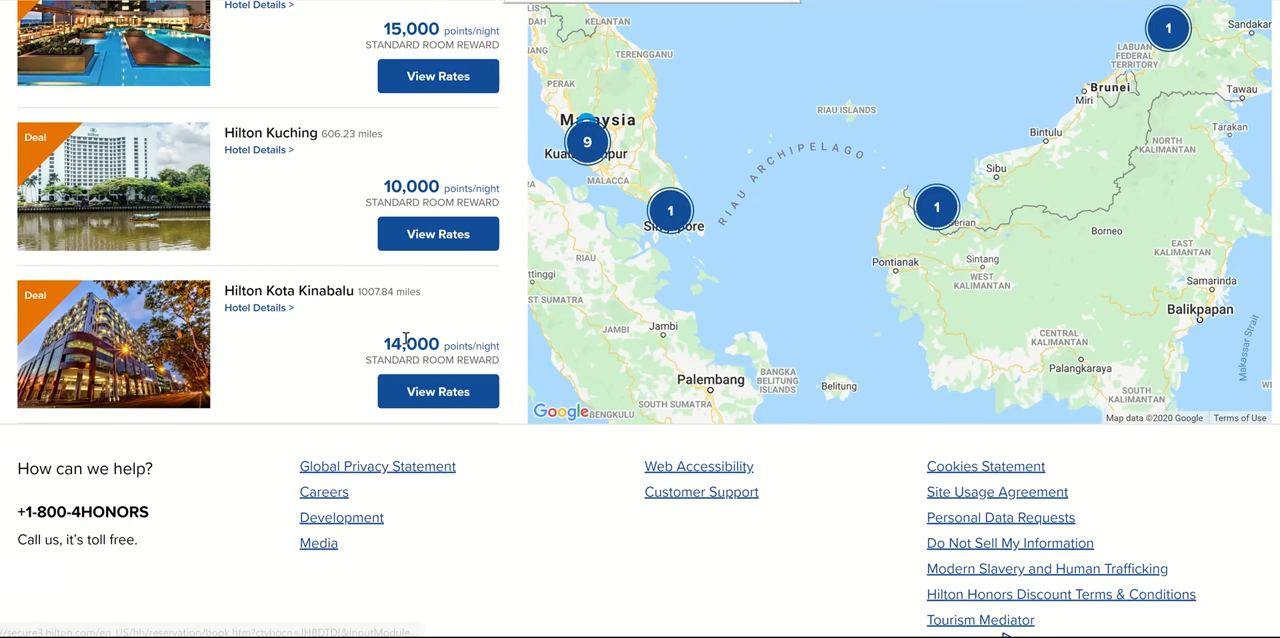 Hotel Details >
15,000 points/night
STANDARD ROOM REWARD
View Rates
Deal
Hilton Kuching 606.23 miles
Hotel Details >
10,000 points/night
STANDARD ROOM REWARD
View Rates
Deal
Hilton Kota Kinabalu 1007.84 miles
Hotel Details >
14,000 points/night
STANDARD ROOM REWARD
View Rates
KELANTAN
TERENGGANU
PERAK
Malaysia
9
MALACCA
1
Singapore
RIAU ISLANDS
RIAU ARCHIPELAGO
RIAU
JAMBI
Jambi
Palembang
SOUTH SUMATRA
BENGKULU
BANGKA
BELITUNG
ISLANDS
Belitung
1
Sandakan
LABUAN
FEDERAL
TERRITORY
Brunei
Miri
Tawau
Tarakan
NORTH
KALIMANTAN
Bintulu
Sibu
1
Borneo
Pontianak
Sintang
WEST
KALIMANTAN
EAST
KALIMANTAN
Samarinda
Balikpapan
CENTRAL
KALIMANTAN
Palangkaraya
SOUTH
KALIMANTAN
Makassar Strait
Google
Map data ©2020 Google
Terms of Use
How can we help?
+1-800-4HONORS
Call us, it's toll free.
Global Privacy Statement
Careers
Development
Media
Web Accessibility
Customer Support
Cookies Statement
Site Usage Agreement
Personal Data Requests
Do Not Sell My Information
Modern Slavery and Human Trafficking
Hilton Honors Discount Terms & Conditions
Tourism Mediator